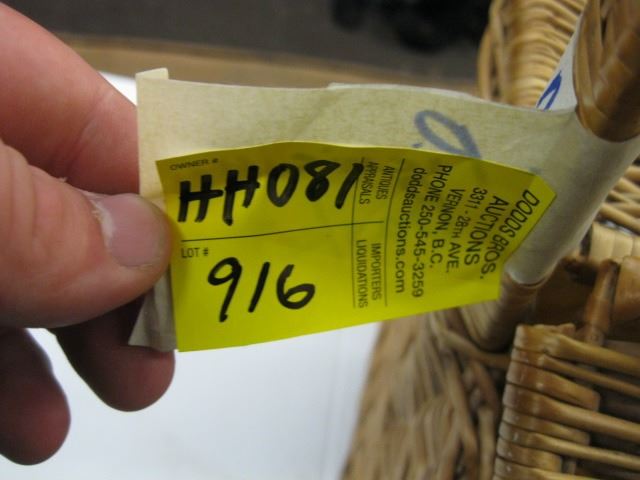 OWNER #
HH081
LOT #
916
ANTIQUES
APPRAISALS
IMPORTERS
LIQUIDATIONS
DODDS BROS.
AUCTIONS
3311 - 28TH AVE.
VERNON, B.C.
PHONE 250-545-3259
doddsauctions.com